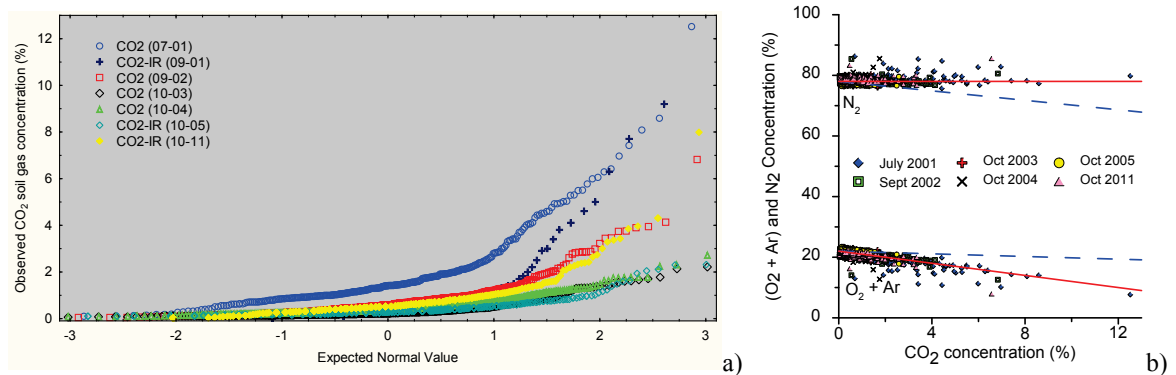 12
10
8
6
4
2
0
-3
-2
-1
0
1
2
3
Observed CO2 soil gas concentration (%)
Expected Normal Value
CO2 (07-01)
CO2-IR (09-01)
CO2 (09-02)
CO2 (10-03)
CO2 (10-04)
CO2-IR (10-05)
CO2-IR (10-11)
a)
(O2 + Ar) and N2 Concentration (%)
100
80
60
40
20
0
N2
July 2001
Oct 2003
Oct 2005
Sept 2002
Oct 2004
Oct 2011
O2 + Ar
0
4
8
12
CO2 concentration (%)
b)